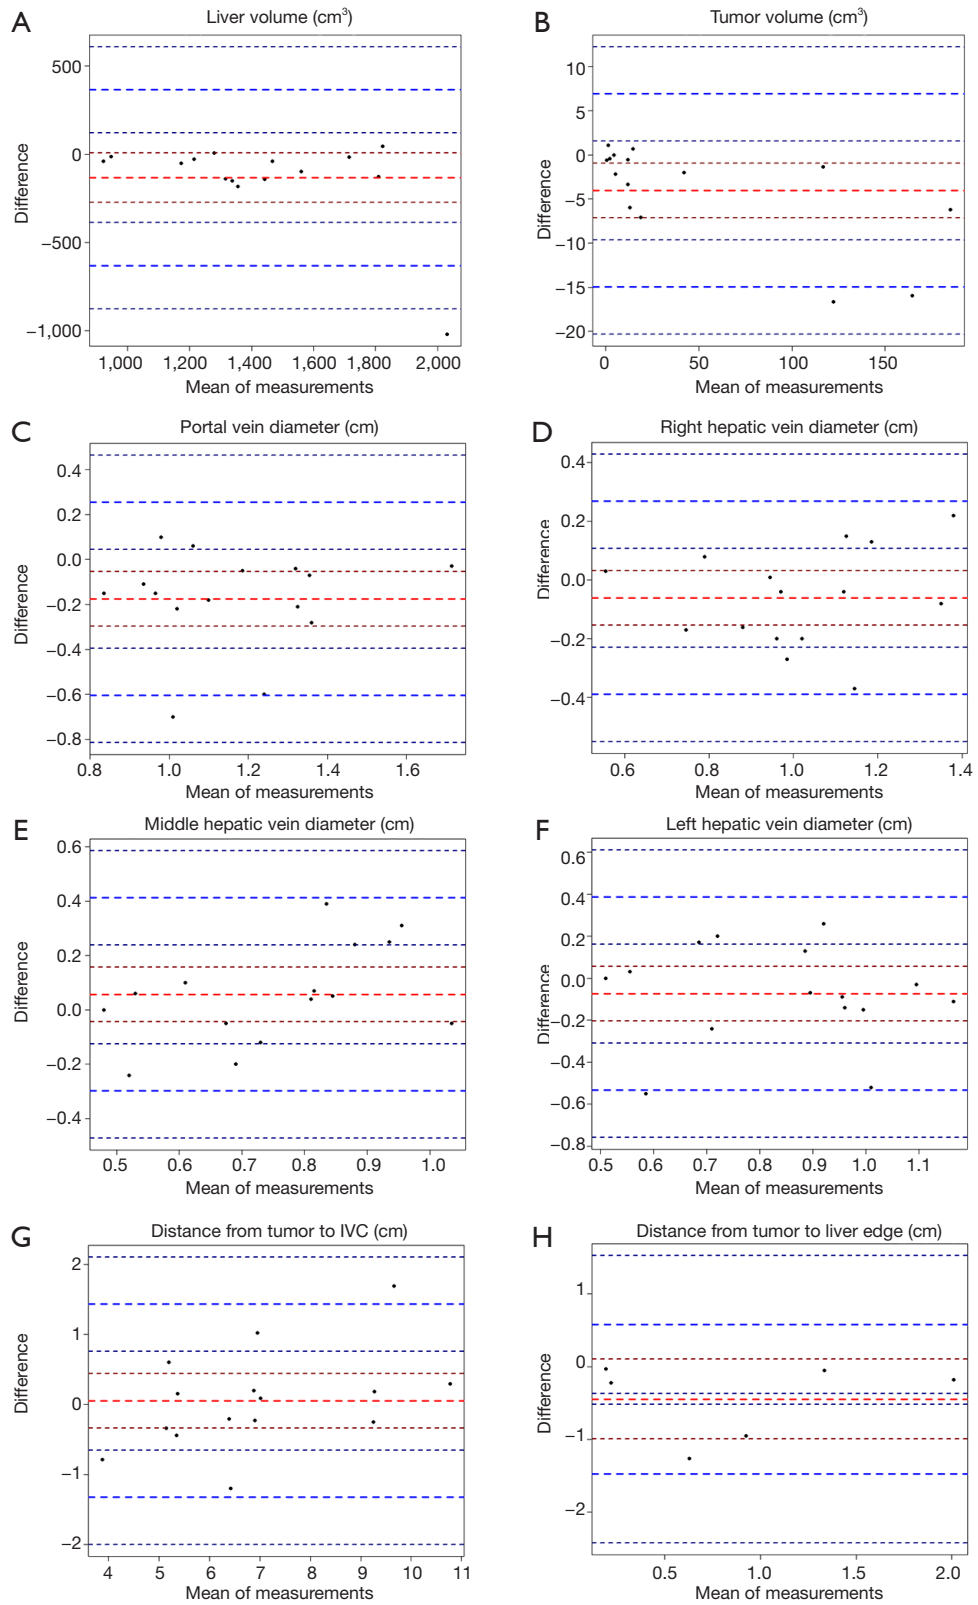 A
Liver volume (cm³)
500
0
−500
−1,000
Difference
1,000 1,200 1,400 1,600 1,800 2,000
Mean of measurements
B
Tumor volume (cm³)
10
5
0
−5
−10
−15
−20
Difference
0 50 100 150
Mean of measurements
C
Portal vein diameter (cm)
0.4
0.2
0.0
−0.2
−0.4
−0.6
−0.8
Difference
0.8 1.0 1.2 1.4 1.6
Mean of measurements
D
Right hepatic vein diameter (cm)
0.4
0.2
0.0
−0.2
−0.4
Difference
0.6 0.8 1.0 1.2 1.4
Mean of measurements
E
Middle hepatic vein diameter (cm)
0.6
0.4
0.2
0.0
−0.2
−0.4
Difference
0.5 0.6 0.7 0.8 0.9 1.0
Mean of measurements
F
Left hepatic vein diameter (cm)
0.6
0.4
0.2
0.0
−0.2
−0.4
−0.6
−0.8
Difference
0.5 0.6 0.7 0.8 0.9 1.0 1.1
Mean of measurements
G
Distance from tumor to IVC (cm)
2
1
0
−1
−2
Difference
4 5 6 7 8 9 10 11
Mean of measurements
H
Distance from tumor to liver edge (cm)
1
0
−1
−2
Difference
0.5 1.0 1.5 2.0
Mean of measurements